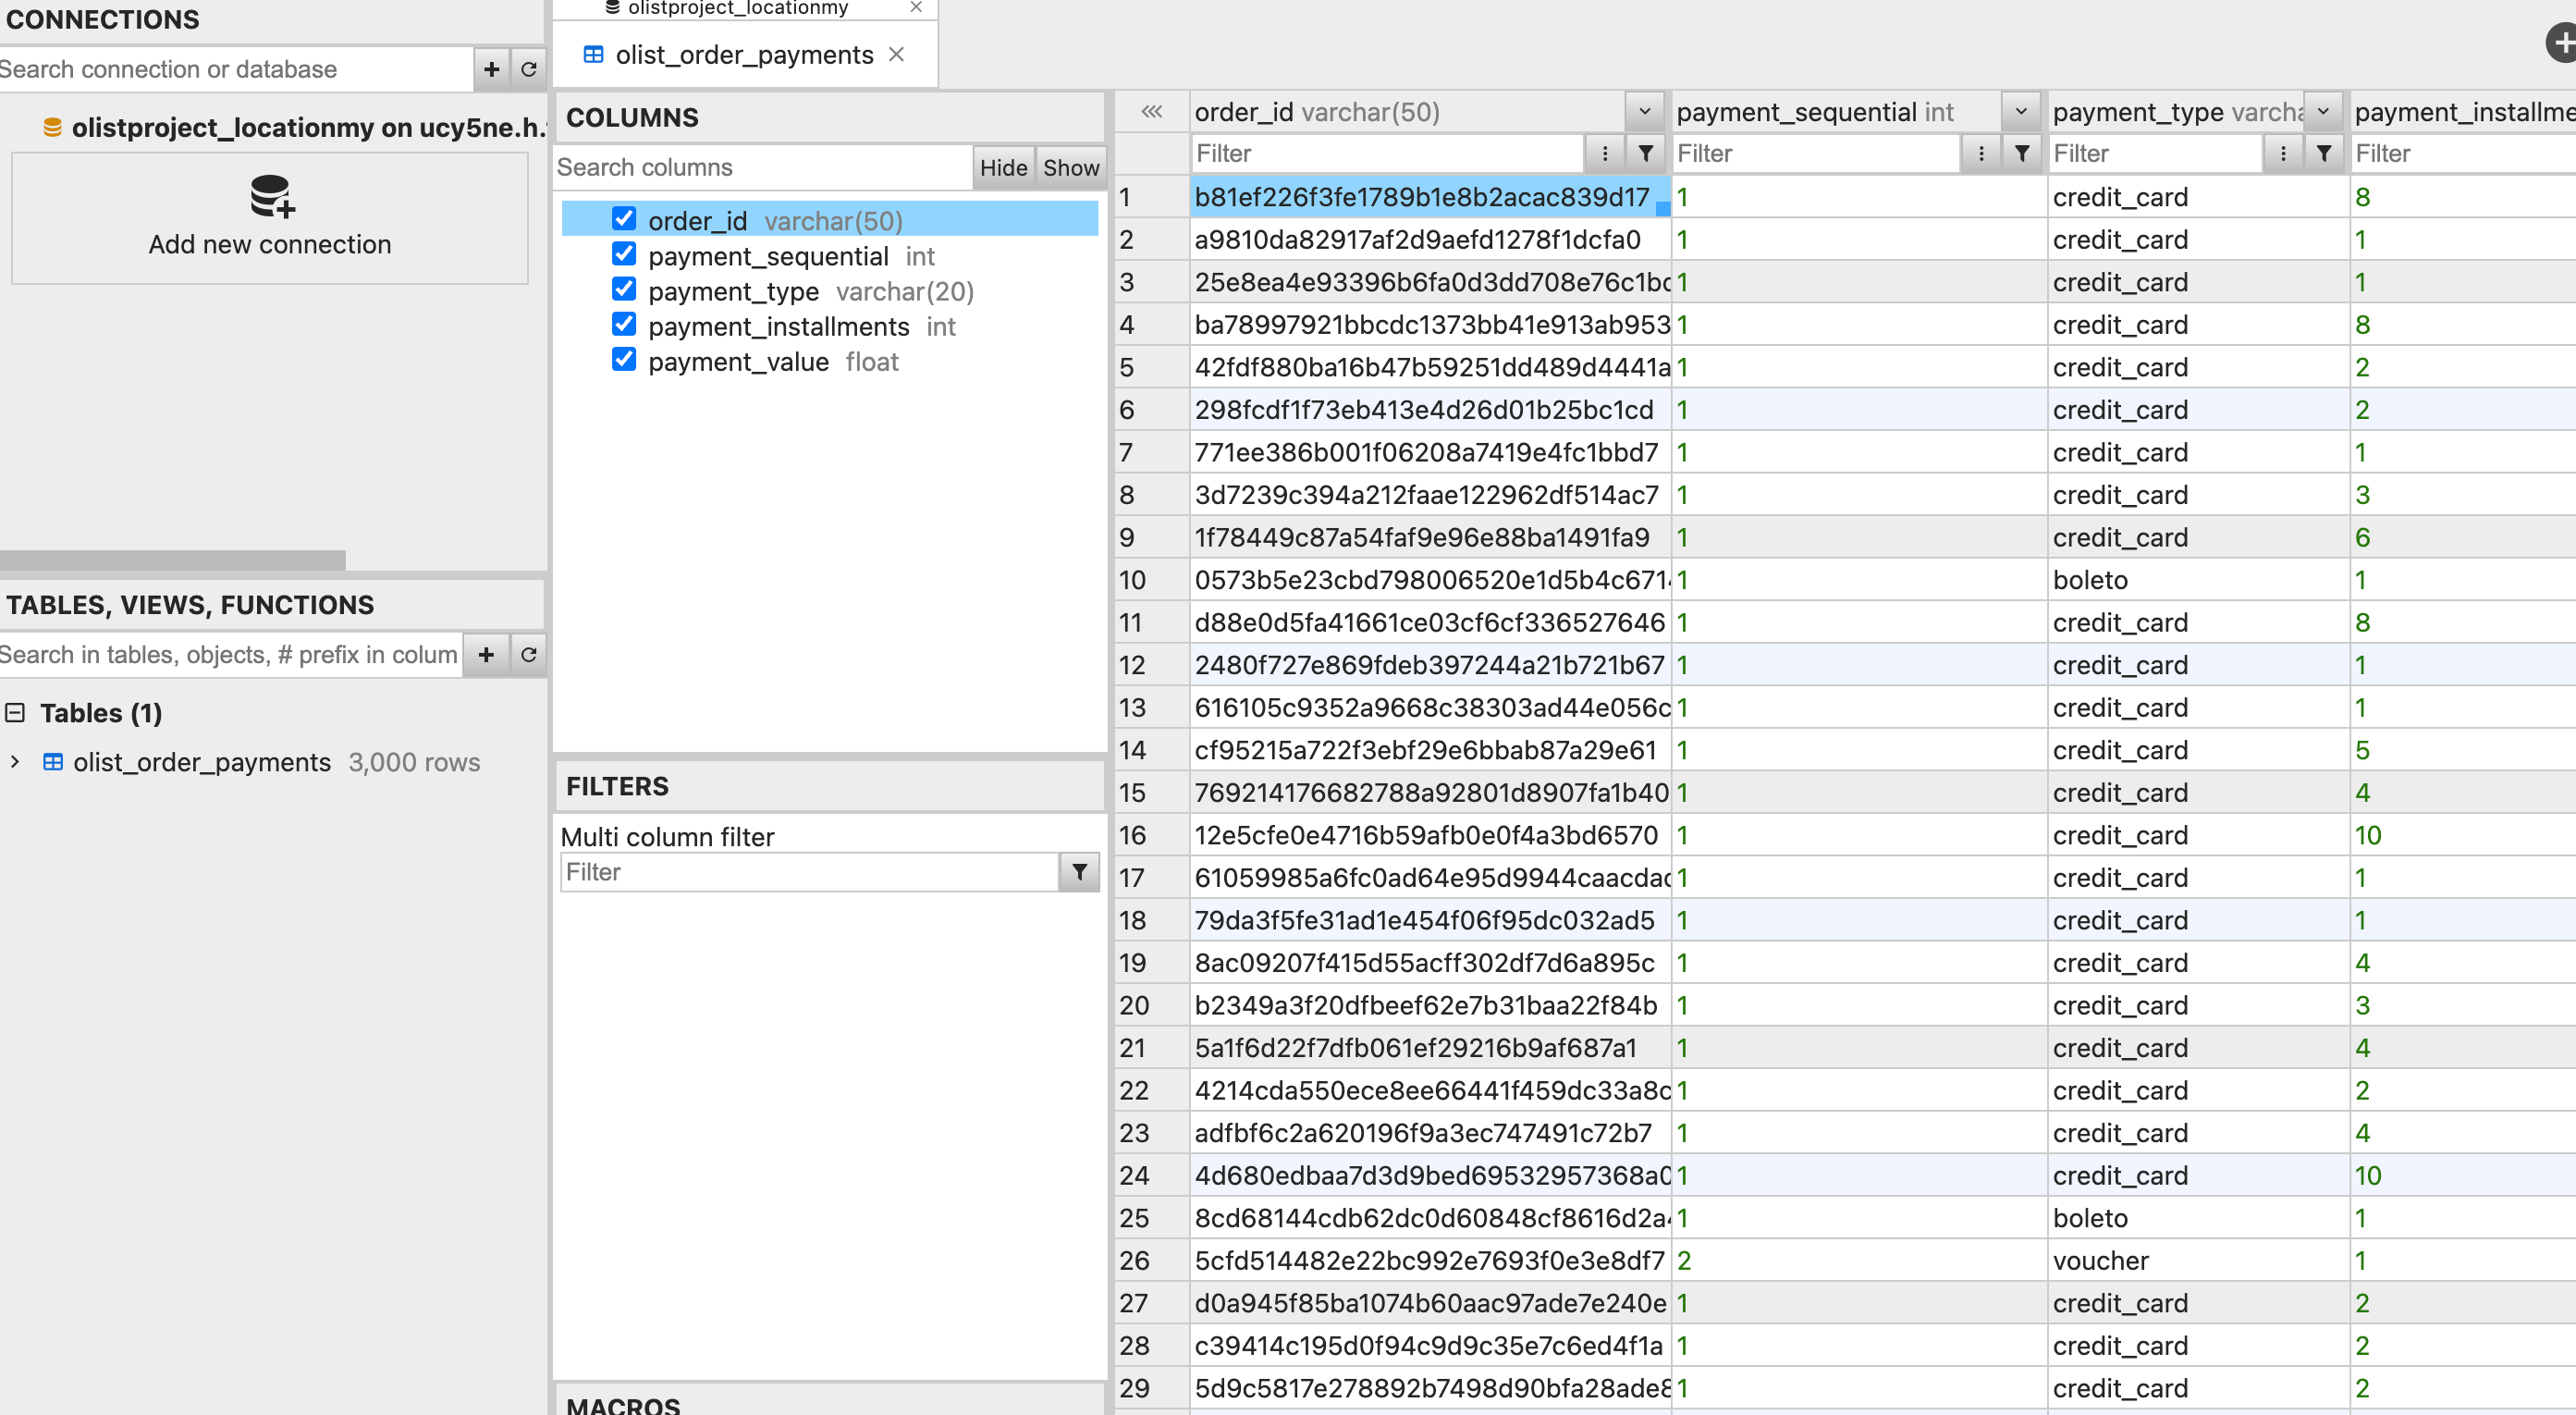 CONNECTIONS
Search connection or database
olistproject_locationmy on ucy5ne.h.
Add new connection
TABLES, VIEWS, FUNCTIONS
Search in tables, objects, # prefix in colum
Tables (1)
olist_order_payments 3,000 rows
olistproject_locationmy
olist_order_payments
COLUMNS
Search columns Hide Show
order_id varchar(50)
payment_sequential int
payment_type varchar(20)
payment_installments int
payment_value float
FILTERS
Multi column filter
Filter
MACROS
order_id varchar(50) payment_sequential int payment_type varcha payment_installme
Filter Filter Filter Filter
1 b81ef226f3fe1789b1e8b2acac839d17 1 credit_card 8
2 a9810da82917af2d9aefd1278f1dcfa0 1 credit_card 1
3 25e8ea4e93396b6fa0d3dd708e76c1bc 1 credit_card 1
4 ba78997921bbcdc1373bb41e913ab953 1 credit_card 8
5 42fdf880ba16b47b59251dd489d4441a 1 credit_card 2
6 298fcdf1f73eb413e4d26d01b25bc1cd 1 credit_card 2
7 771ee386b001f06208a7419e4fc1bbd7 1 credit_card 1
8 3d7239c394a212faae122962df514ac7 1 credit_card 3
9 1f78449c87a54faf9e96e88ba1491fa9 1 credit_card 6
10 0573b5e23cbd798006520e1d5b4c6714 1 boleto 1
11 d88e0d5fa41661ce03cf6cf336527646 1 credit_card 8
12 2480f727e869fdeb397244a21b721b67 1 credit_card 1
13 616105c9352a9668c38303ad44e056c 1 credit_card 1
14 cf95215a722f3ebf29e6bbab87a29e61 1 credit_card 5
15 769214176682788a92801d8907fa1b40 1 credit_card 4
16 12e5cfe0e4716b59afb0e0f4a3bd6570 1 credit_card 10
17 61059985a6fc0ad64e95d9944caacdad 1 credit_card 1
18 79da3f5fe31ad1e454f06f95dc032ad5 1 credit_card 1
19 8ac09207f415d55acff302df7d6a895c 1 credit_card 4
20 b2349a3f20dfbeef62e7b31baa22f84b 1 credit_card 3
21 5a1f6d22f7dfb061ef29216b9af687a1 1 credit_card 4
22 4214cda550ece8ee66441f459dc33a8c 1 credit_card 2
23 adfbf6c2a620196f9a3ec747491c72b7 1 credit_card 4
24 4d680edbaa7d3d9bed69532957368a0 1 credit_card 10
25 8cd68144cdb62dc0d60848cf8616d2a4 1 boleto 1
26 5cfd514482e22bc992e7693f0e3e8df7 2 voucher 1
27 d0a945f85ba1074b60aac97ade7e240e 1 credit_card 2
28 c39414c195d0f94c9d9c35e7c6ed4f1a 1 credit_card 2
29 5d9c5817e278892b7498d90bfa28ade8 1 credit_card 2